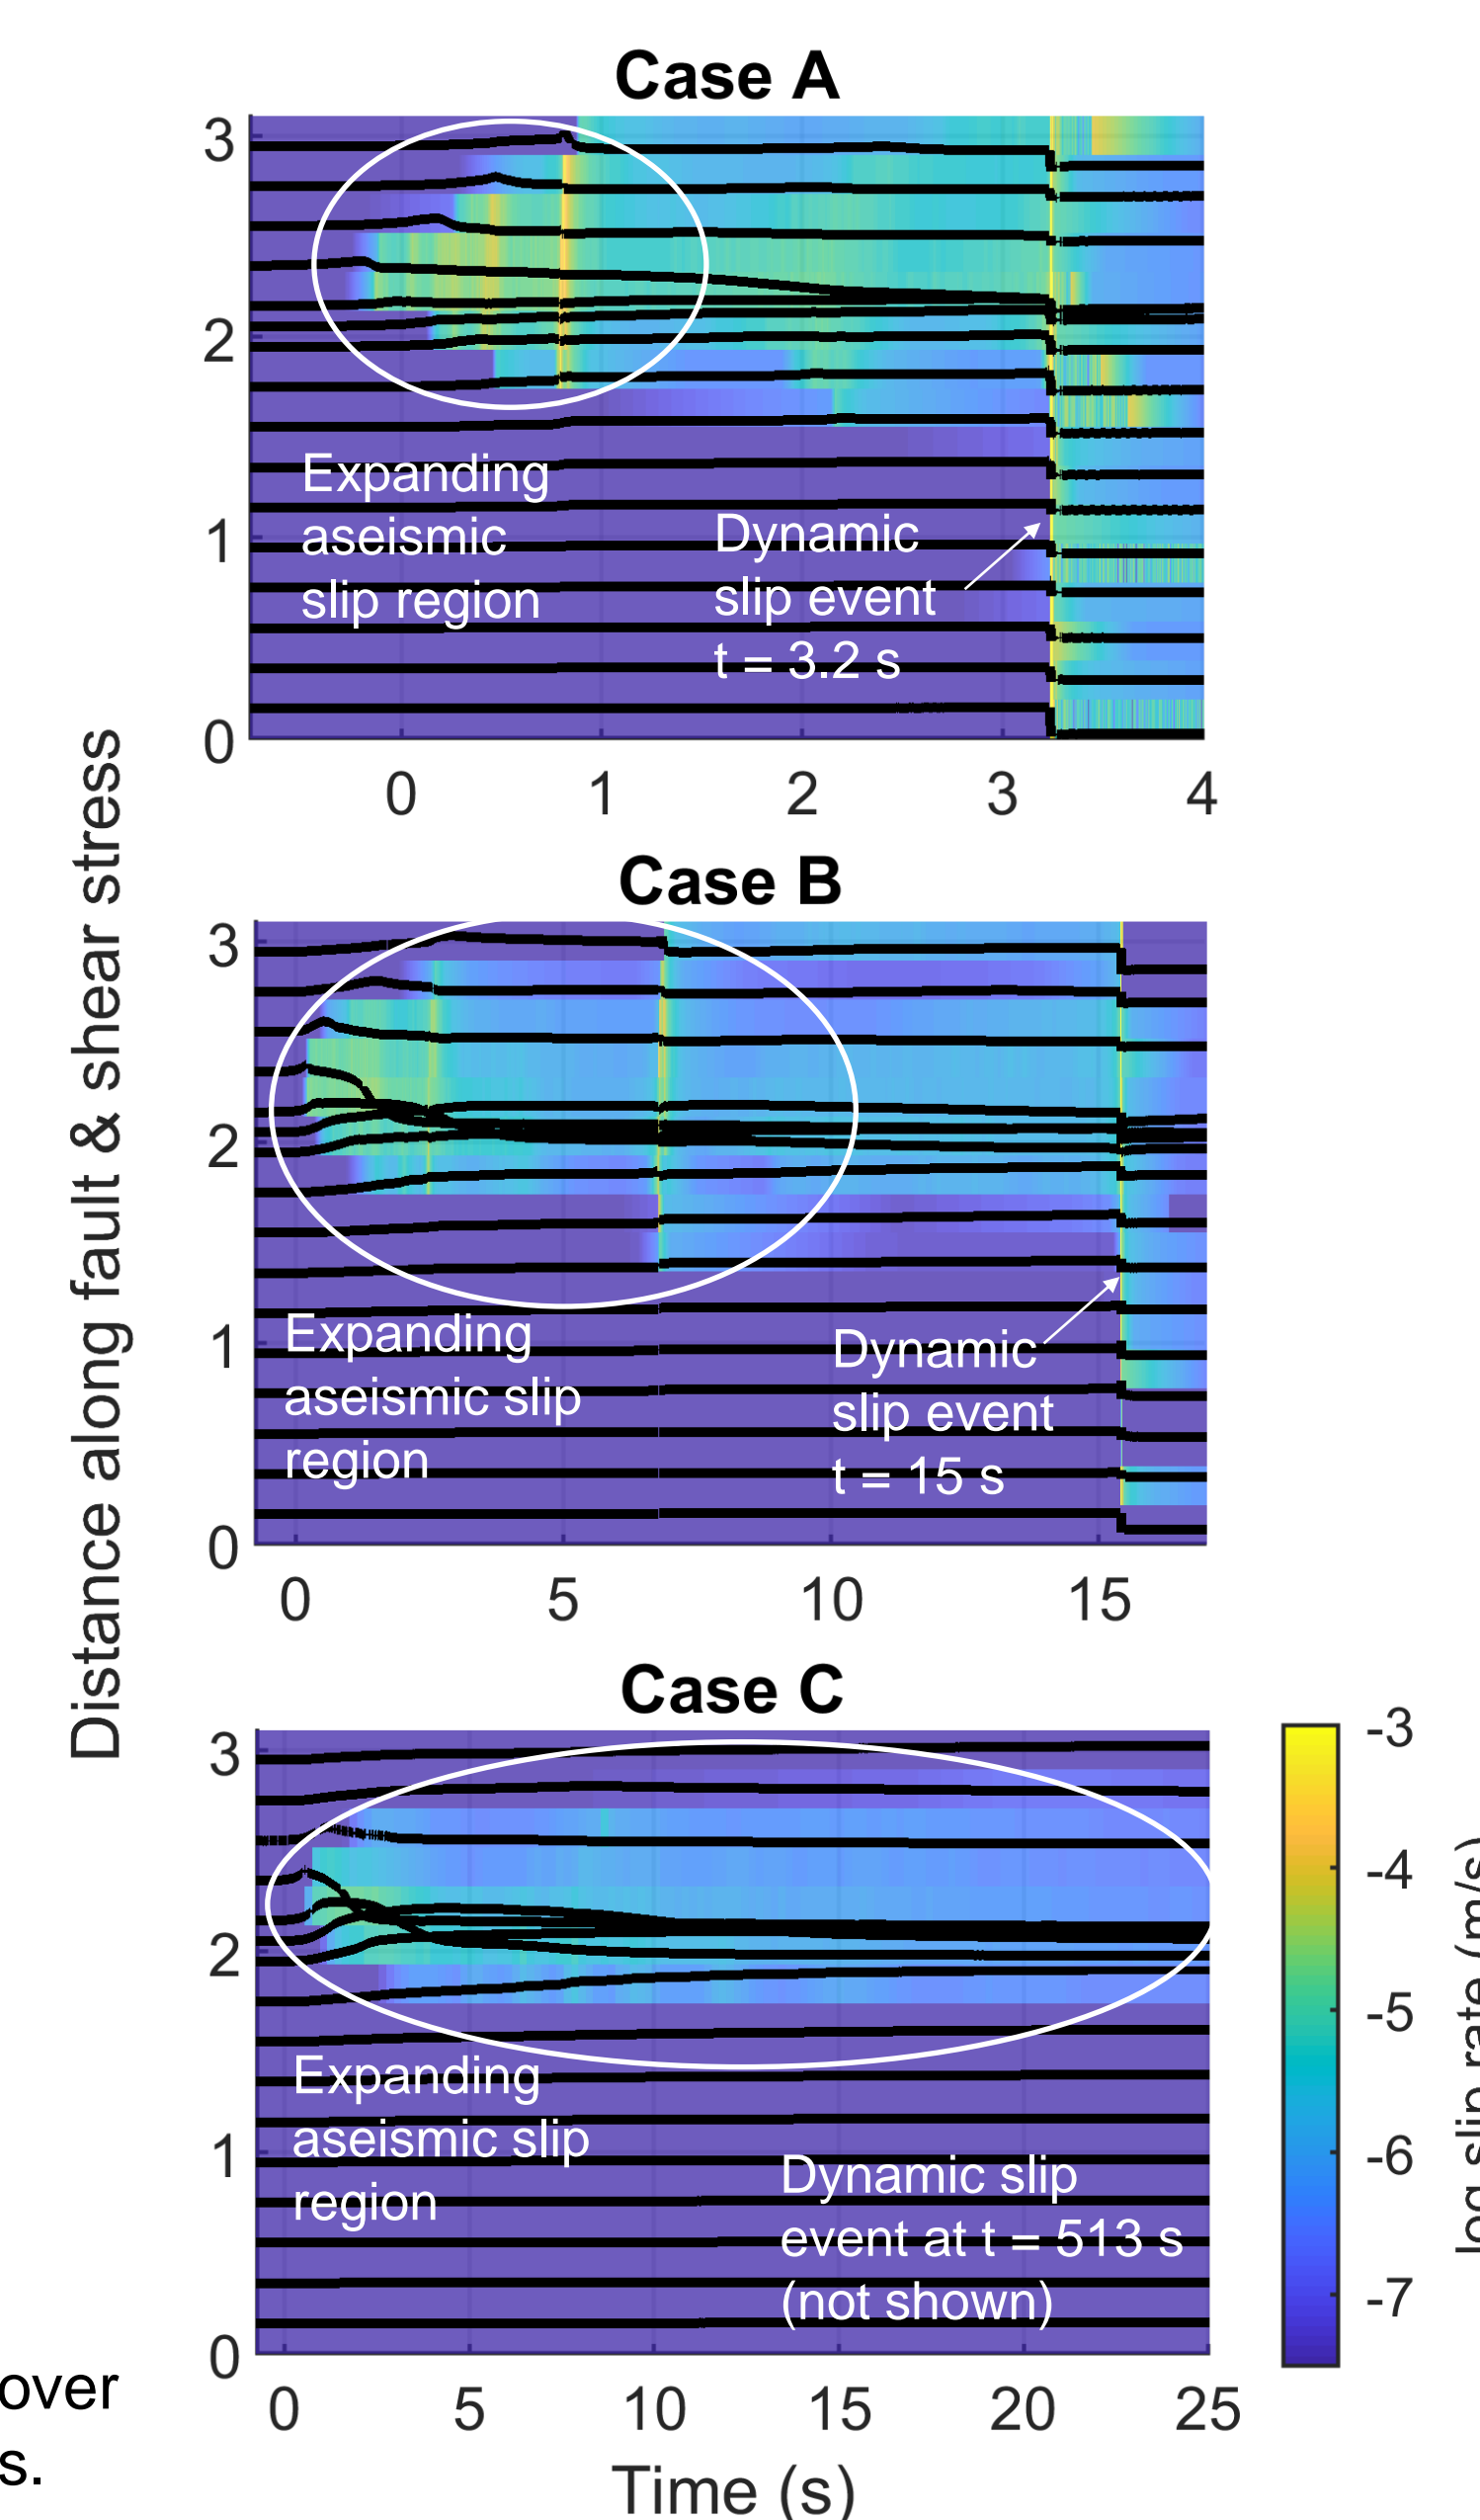 Case A
3
2
1
0
Expanding
aseismic
slip region
Dynamic
slip event
t = 3.2 s
0 1 2 3 4
Case B
3
2
1
0
Expanding
aseismic slip
region
Dynamic
slip event
t = 15 s
0 5 10 15
Case C
3
2
1
0
Expanding
aseismic slip
region
Dynamic slip
event at t = 513 s
(not shown)
0 5 10 15 20 25
Time (s)
Distance along fault & shear stress
-3
-4
-5
-6
-7
log slip rate (m/s)
over
s.